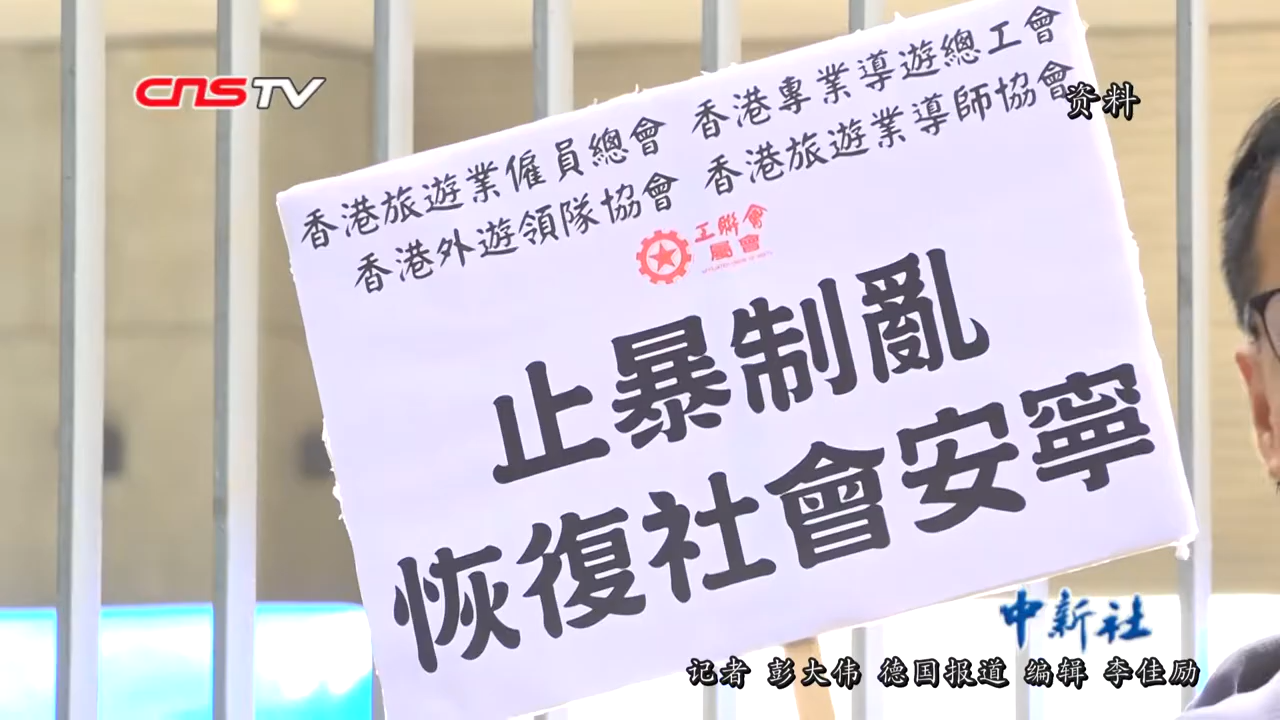 CNSTV
资料
香港旅遊業僱員總會 香港專業導遊總工會
香港外遊領隊協會 香港旅遊業導師協會
工聯會
屬會
止暴制亂
恢復社會安寧
中新社
记者 彭大伟 德国报道 编辑 李佳励